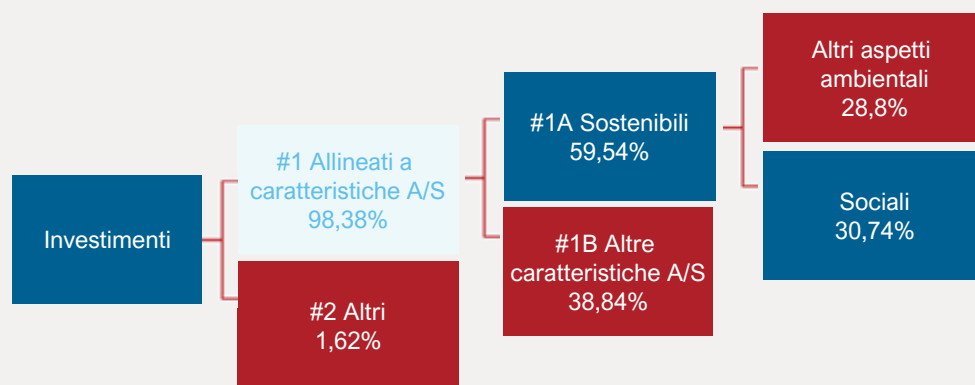 Investimenti
#1 Allineati a
caratteristiche A/S
98,38%
#2 Altri
1,62%
#1A Sostenibili
59,54%
#1B Altre
caratteristiche A/S
38,84%
Altri aspetti
ambientali
28,8%
Sociali
30,74%